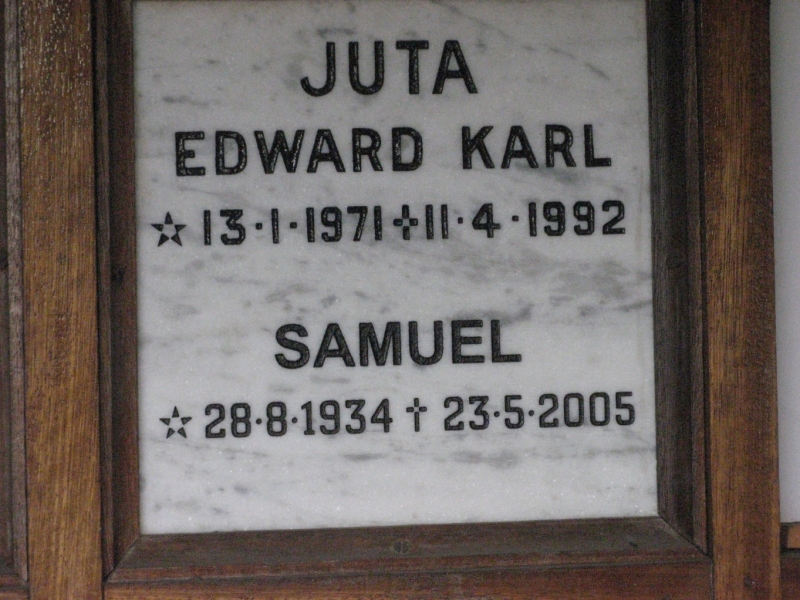 JUTA
EDWARD KARL
☆ 13·1·1971 ✝ 11·4·1992
SAMUEL
☆ 28·8·1934 ✝ 23·5·2005